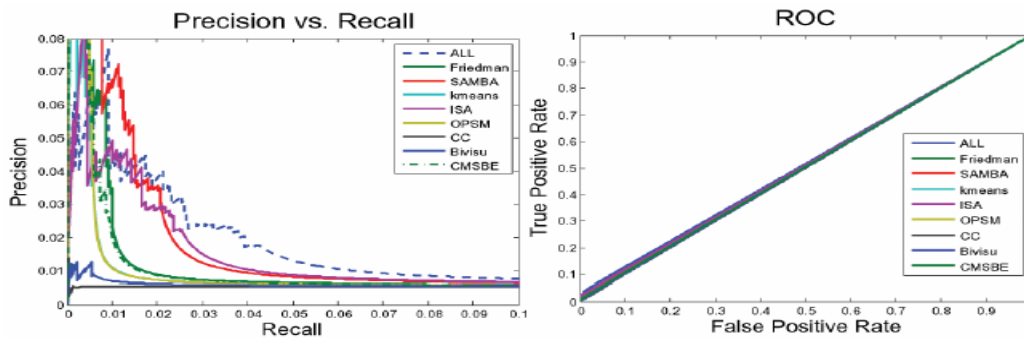 Precision vs. Recall
0.08
0.07
0.06
0.05
0.04
0.03
0.02
0.01
0
Precision
ALL
Friedman
SAMBA
kmeans
ISA
OPSM
CC
Bivisu
CMSBE
0 0.01 0.02 0.03 0.04 0.05 0.06 0.07 0.08 0.09 0.1
Recall
ROC
1
0.9
0.8
0.7
0.6
0.5
0.4
0.3
0.2
0.1
0
True Positive Rate
ALL
Friedman
SAMBA
kmeans
ISA
OPSM
CC
Bivisu
CMSBE
0 0.1 0.2 0.3 0.4 0.5 0.6 0.7 0.8 0.9
False Positive Rate